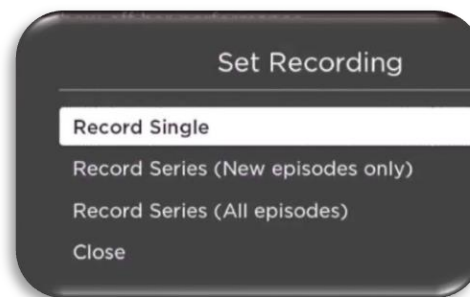 Set Recording
Record Single
Record Series (New episodes only)
Record Series (All episodes)
Close